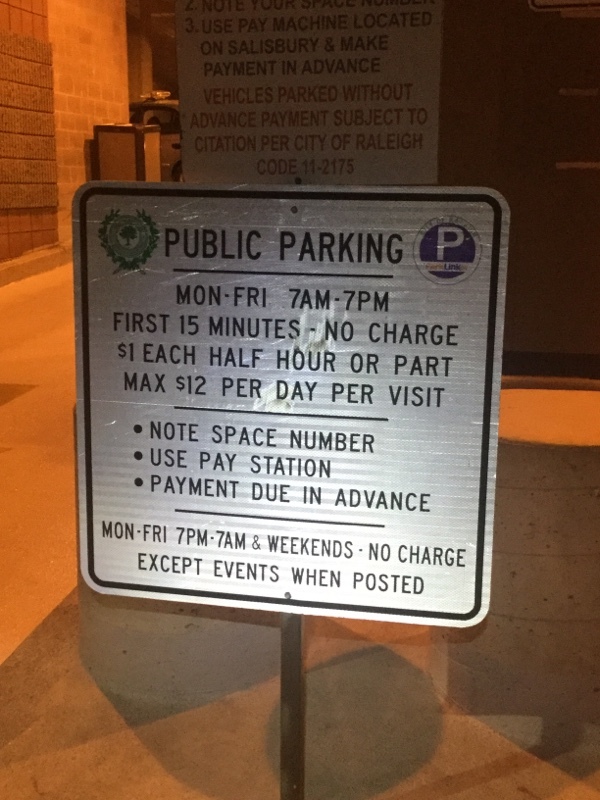 2. NOTE YOUR SPACE NUMBER
3. USE PAY MACHINE LOCATED
ON SALISBURY & MAKE
PAYMENT IN ADVANCE
VEHICLES PARKED WITHOUT
ADVANCE PAYMENT SUBJECT TO
CITATION PER CITY OF RALEIGH
CODE 11-2175
PUBLIC PARKING
P
MON-FRI 7AM-7PM
FIRST 15 MINUTES - NO CHARGE
$1 EACH HALF HOUR OR PART
MAX $12 PER DAY PER VISIT
• NOTE SPACE NUMBER
• USE PAY STATION
• PAYMENT DUE IN ADVANCE
MON-FRI 7PM-7AM & WEEKENDS - NO CHARGE
EXCEPT EVENTS WHEN POSTED